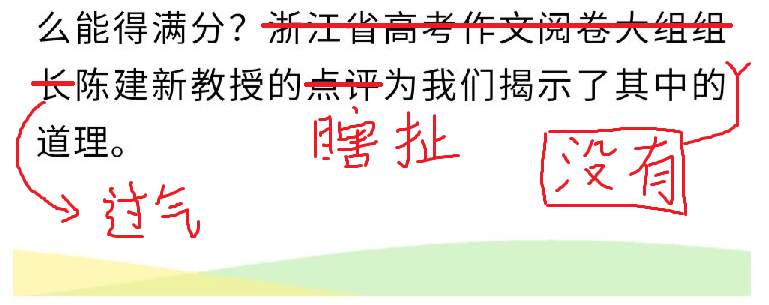 么能得满分?浙江省高考作文阅卷大组组
长陈建新教授的点评为我们揭示了其中的
道理。
瞎扯
没有
过气